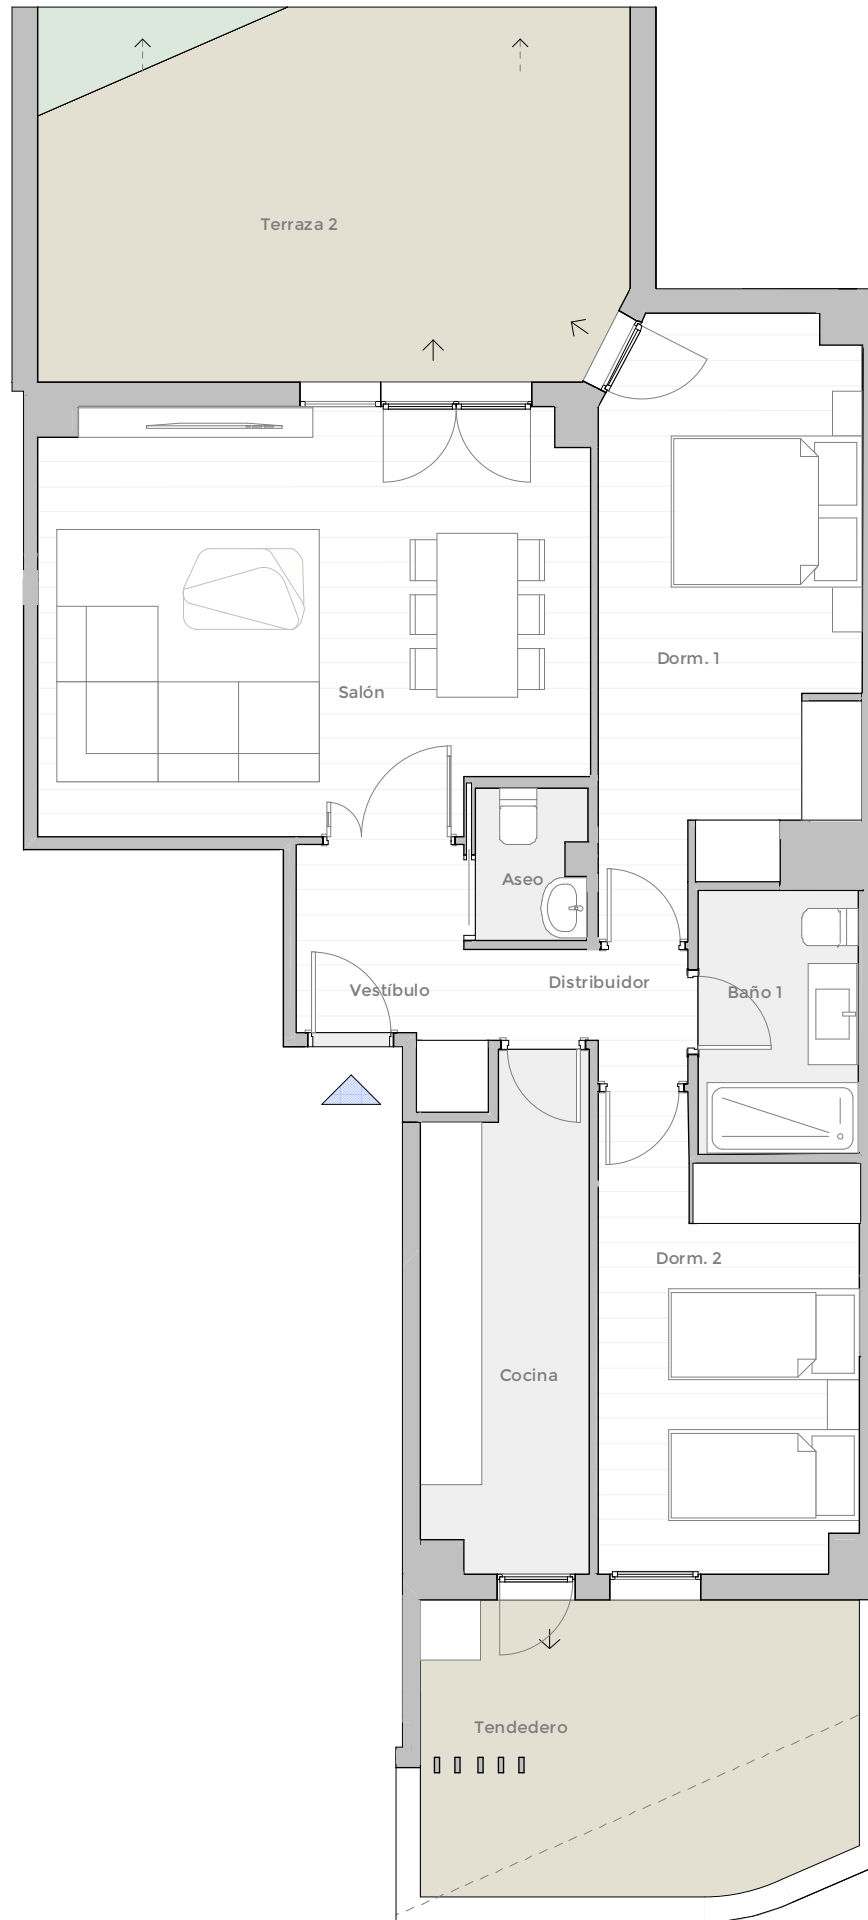 Terraza 2
Dorm. 1
Salón
Aseo
Distribuidor
Vestíbulo
Baño 1
Dorm. 2
Cocina
Tendedero